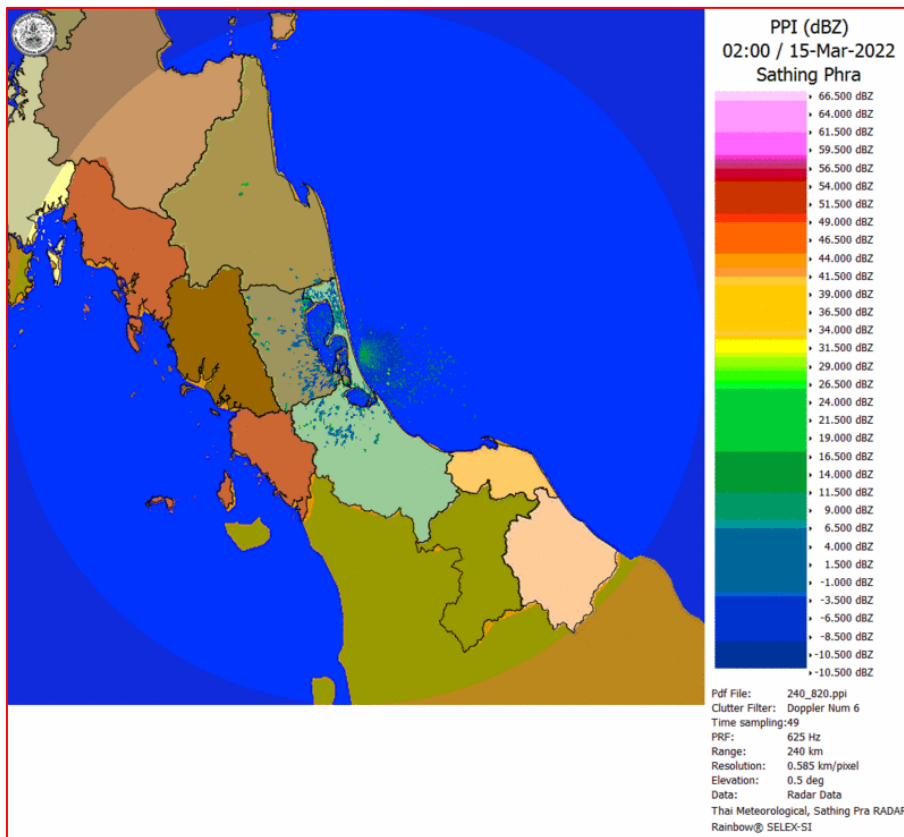 PPI (dBZ)
02:00 / 15-Mar-2022
Sathing Phra
66.500 dBZ
64.000 dBZ
61.500 dBZ
59.500 dBZ
56.500 dBZ
54.000 dBZ
51.500 dBZ
49.000 dBZ
46.500 dBZ
44.000 dBZ
41.500 dBZ
39.000 dBZ
36.500 dBZ
34.000 dBZ
31.500 dBZ
29.000 dBZ
26.500 dBZ
24.000 dBZ
21.500 dBZ
19.000 dBZ
16.500 dBZ
14.000 dBZ
11.500 dBZ
9.000 dBZ
6.500 dBZ
4.000 dBZ
1.500 dBZ
-1.000 dBZ
-3.500 dBZ
-6.500 dBZ
-8.500 dBZ
-10.500 dBZ
-10.500 dBZ
Pdf File: 240_820.ppi
Clutter Filter: Doppler Num 6
Time sampling:49
PRF: 625 Hz
Range: 240 km
Resolution: 0.585 km/pixel
Elevation: 0.5 deg
Data: Radar Data
Thai Meteorological, Sathing Pra RADAR
Rainbow® SELEX-SI